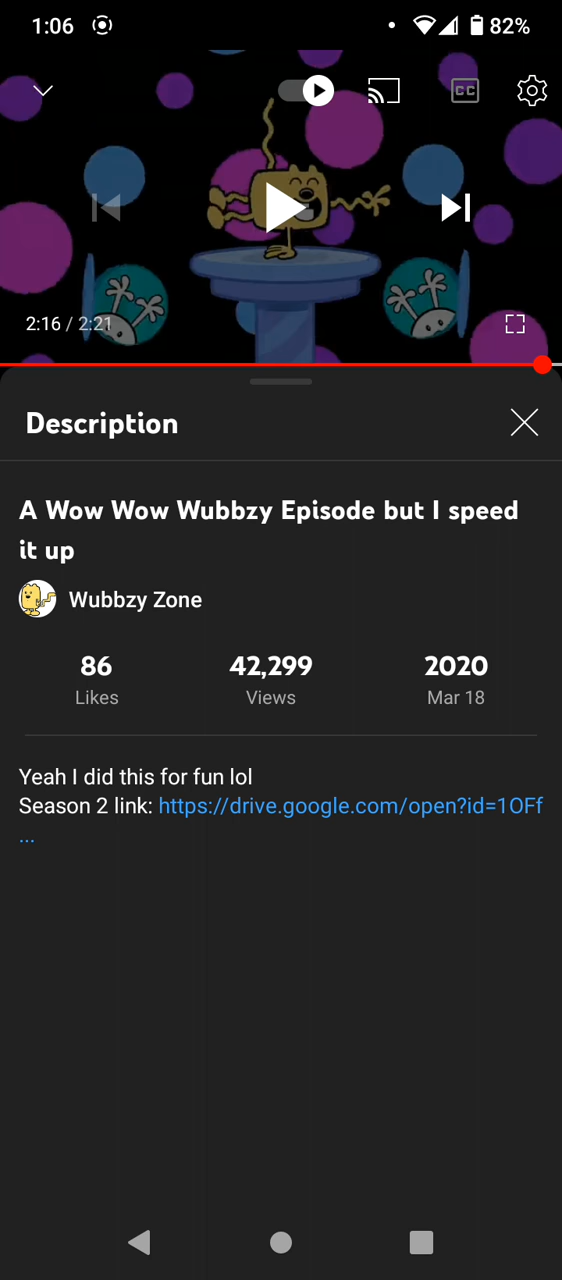 1:06
82%
CC
2:16 / 2:21
Description
A Wow Wow Wubbzy Episode but I speed
it up
Wubbzy Zone
86
42,299
2020
Likes
Views
Mar 18
Yeah I did this for fun lol
Season 2 link: https://drive.google.com/open?id=1OFf
...